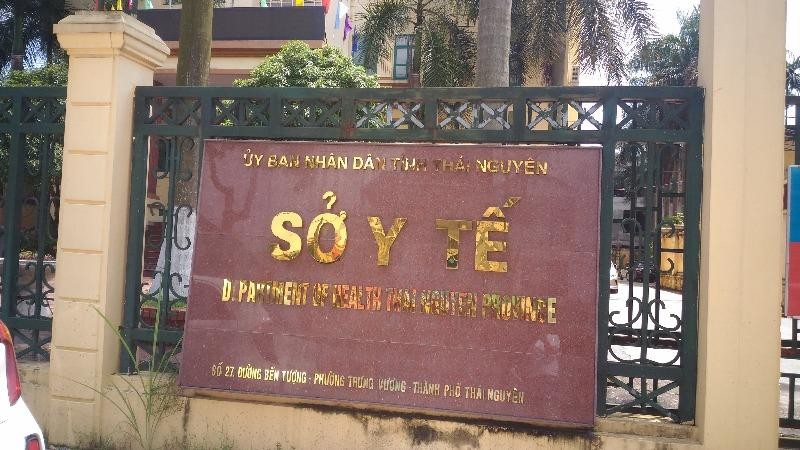 ỦY BAN NHÂN DÂN TỈNH THÁI NGUYÊN
SỞ Y TẾ
D. PAVTMENT OF HEALTH THAI NGUYEN PROVINCE
SỐ 27, ĐƯỜNG BẾN TƯỢNG - PHƯỜNG TRƯNG VƯƠNG - THÀNH PHỐ THÁI NGUYÊN